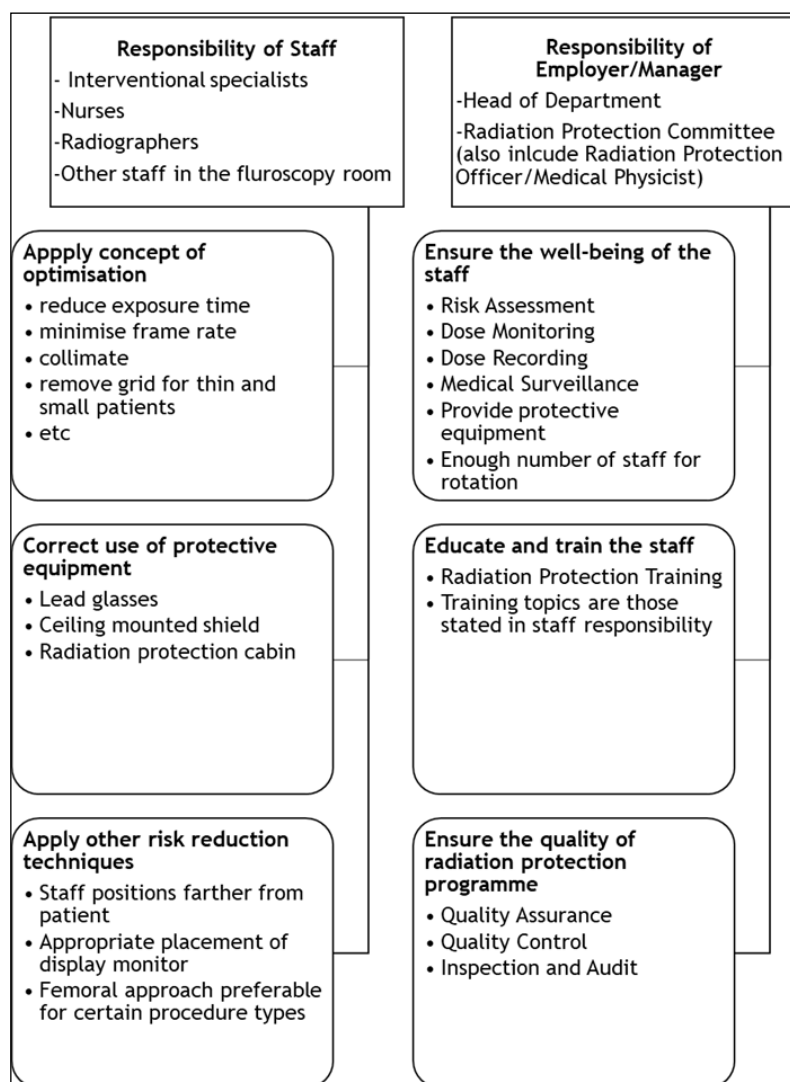 Responsibility of Staff
- Interventional specialists
-Nurses
-Radiographers
-Other staff in the fluroscopy room
Appply concept of
optimisation
• reduce exposure time
• minimise frame rate
• collimate
• remove grid for thin and
small patients
• etc
Correct use of protective
equipment
• Lead glasses
• Ceiling mounted shield
• Radiation protection cabin
Apply other risk reduction
techniques
• Staff positions farther from
patient
• Appropriate placement of
display monitor
• Femoral approach preferable
for certain procedure types
Responsibility of
Employer/Manager
-Head of Department
-Radiation Protection Committee
(also inlcude Radiation Protection
Officer/Medical Physicist)
Ensure the well-being of the
staff
• Risk Assessment
• Dose Monitoring
• Dose Recording
• Medical Surveillance
• Provide protective
equipment
• Enough number of staff for
rotation
Educate and train the staff
• Radiation Protection Training
• Training topics are those
stated in staff responsibility
Ensure the quality of
radiation protection
programme
• Quality Assurance
• Quality Control
• Inspection and Audit